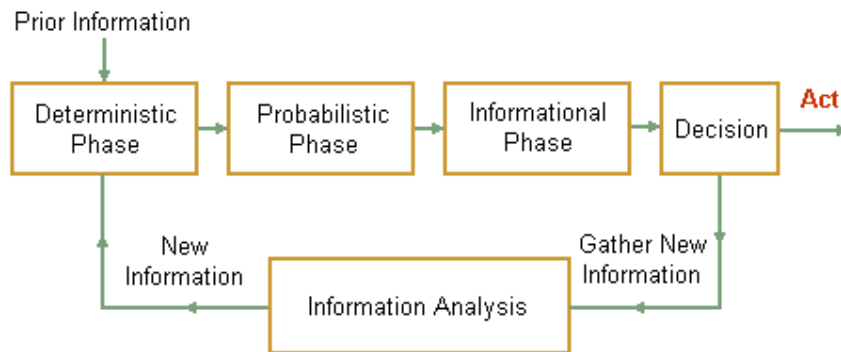 Prior Information
Deterministic
Phase
Probabilistic
Phase
Informational
Phase
Decision
Act
New
Information
Information Analysis
Gather New
Information